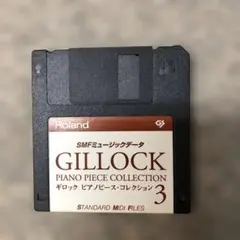 Roland
SMFミュージックデータ
GILLOCK
PIANO PIECE COLLECTION
ギロック ピアノピース・コレクション 3
STANDARD MIDI FILES